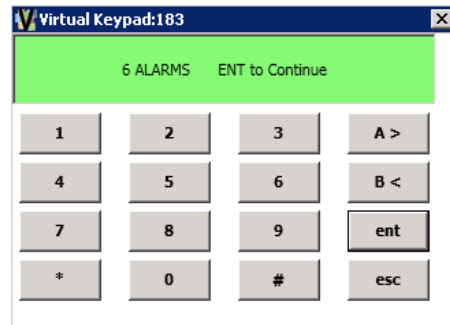 Virtual Keypad:183
6 ALARMS ENT to Continue
1 2 3 A >
4 5 6 B <
7 8 9 ent
* 0 # esc